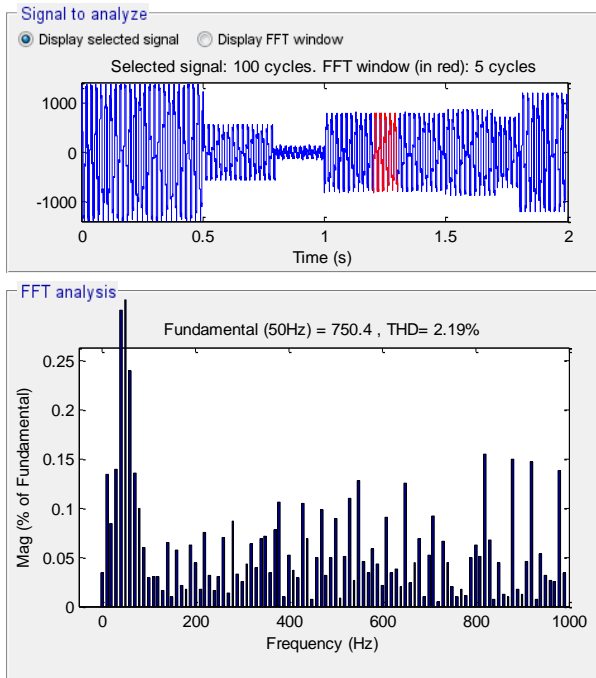 Signal to analyze
Display selected signal Display FFT window
Selected signal: 100 cycles. FFT window (in red): 5 cycles
1000
0
-1000
0 0.5 1 1.5 2
Time (s)
FFT analysis
Fundamental (50Hz) = 750.4 , THD= 2.19%
0.25
0.2
0.15
0.1
0.05
0
Mag (% of Fundamental)
0 200 400 600 800 1000
Frequency (Hz)